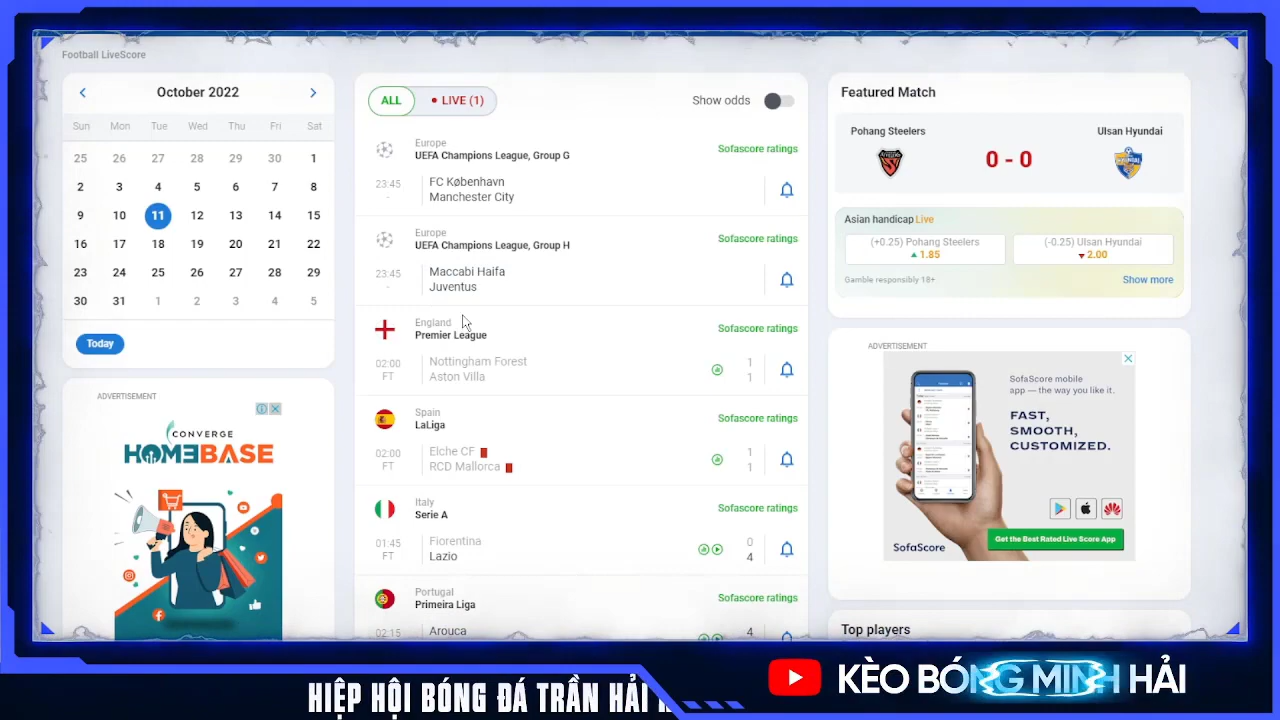 Football LiveScore
October 2022
Sun Mon Tue Wed Thu Fri Sat
25 26 27 28 29 30 1
2 3 4 5 6 7 8
9 10 11 12 13 14 15
16 17 18 19 20 21 22
23 24 25 26 27 28 29
30 31 1 2 3 4 5
Today
ADVERTISEMENT
CONVERGE
HOMEBASE
ALL
LIVE (1)
Show odds
Europe
UEFA Champions League, Group G
Sofascore ratings
23:45 FC København
- Manchester City
Europe
UEFA Champions League, Group H
Sofascore ratings
23:45 Maccabi Haifa
- Juventus
England
Premier League
Sofascore ratings
02:00 Nottingham Forest 1
FT Aston Villa 1
Spain
LaLiga
Sofascore ratings
02:00 Elche CF 1
FT RCD Mallorca 1
Italy
Serie A
Sofascore ratings
01:45 Fiorentina 0
FT Lazio 4
Portugal
Primeira Liga
Sofascore ratings
02:15 Arouca 4
Featured Match
Pohang Steelers Ulsan Hyundai
0 - 0
Asian handicap Live
(+0.25) Pohang Steelers (-0.25) Ulsan Hyundai
1.85 2.00
Gamble responsibly 18+ Show more
ADVERTISEMENT
SofaScore mobile
app — the way you like it.
FAST,
SMOOTH,
CUSTOMIZED.
SofaScore
Get the Best Rated Live Score App
Top players
KÈO BÓNG MINH HẢI
HIỆP HỘI BÓNG ĐÁ TRẦN HẢI